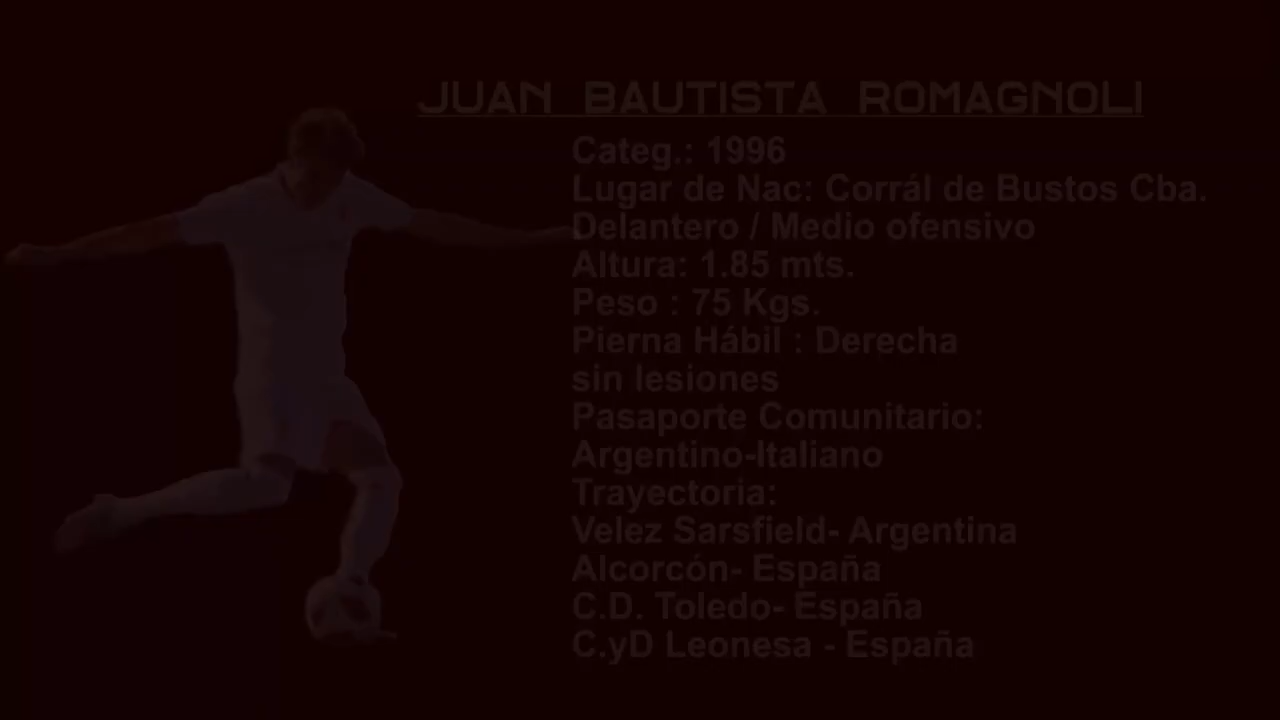 JUAN BAUTISTA ROMAGNOLI
Categ.: 1996
Lugar de Nac: Corrál de Bustos Cba.
Delantero / Medio ofensivo
Altura: 1.85 mts.
Peso : 75 Kgs.
Pierna Hábil : Derecha
sin lesiones
Pasaporte Comunitario:
Argentino-Italiano
Trayectoria:
Velez Sarsfield- Argentina
Alcorcón- España
C.D. Toledo- España
C.yD Leonesa - España